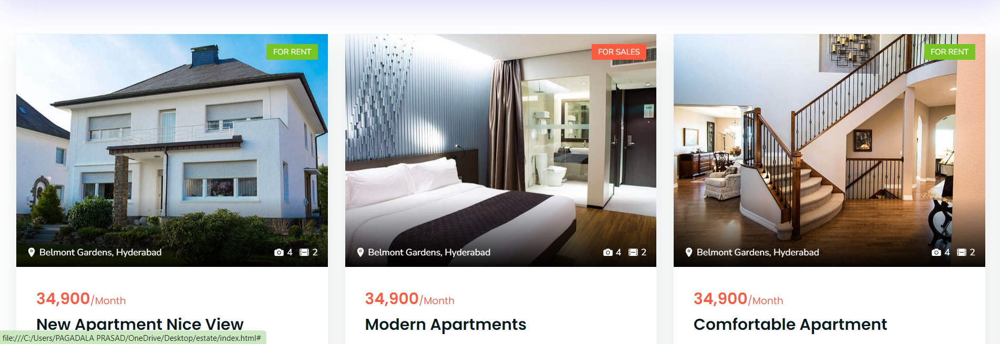 FOR RENT
Belmont Gardens, Hyderabad
4
2
34,900/Month
New Apartment Nice View
FOR SALES
Belmont Gardens, Hyderabad
4
2
34,900/Month
Modern Apartments
FOR RENT
Belmont Gardens, Hyderabad
4
2
34,900/Month
Comfortable Apartment
file:///C:/Users/PAGADALA PRASAD/OneDrive/Desktop/estate/index.html#